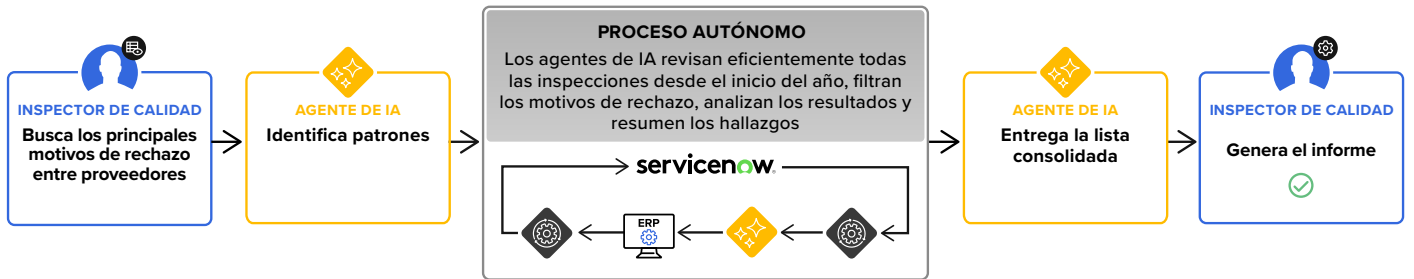 INSPECTOR DE CALIDAD
Busca los principales
motivos de rechazo
entre proveedores
AGENTE DE IA
Identifica patrones
PROCESO AUTÓNOMO
Los agentes de IA revisan eficientemente todas
las inspecciones desde el inicio del año, filtran
los motivos de rechazo, analizan los resultados y
resumen los hallazgos
servicenow.
ERP
AGENTE DE IA
Entrega la lista
consolidada
INSPECTOR DE CALIDAD
Genera el informe